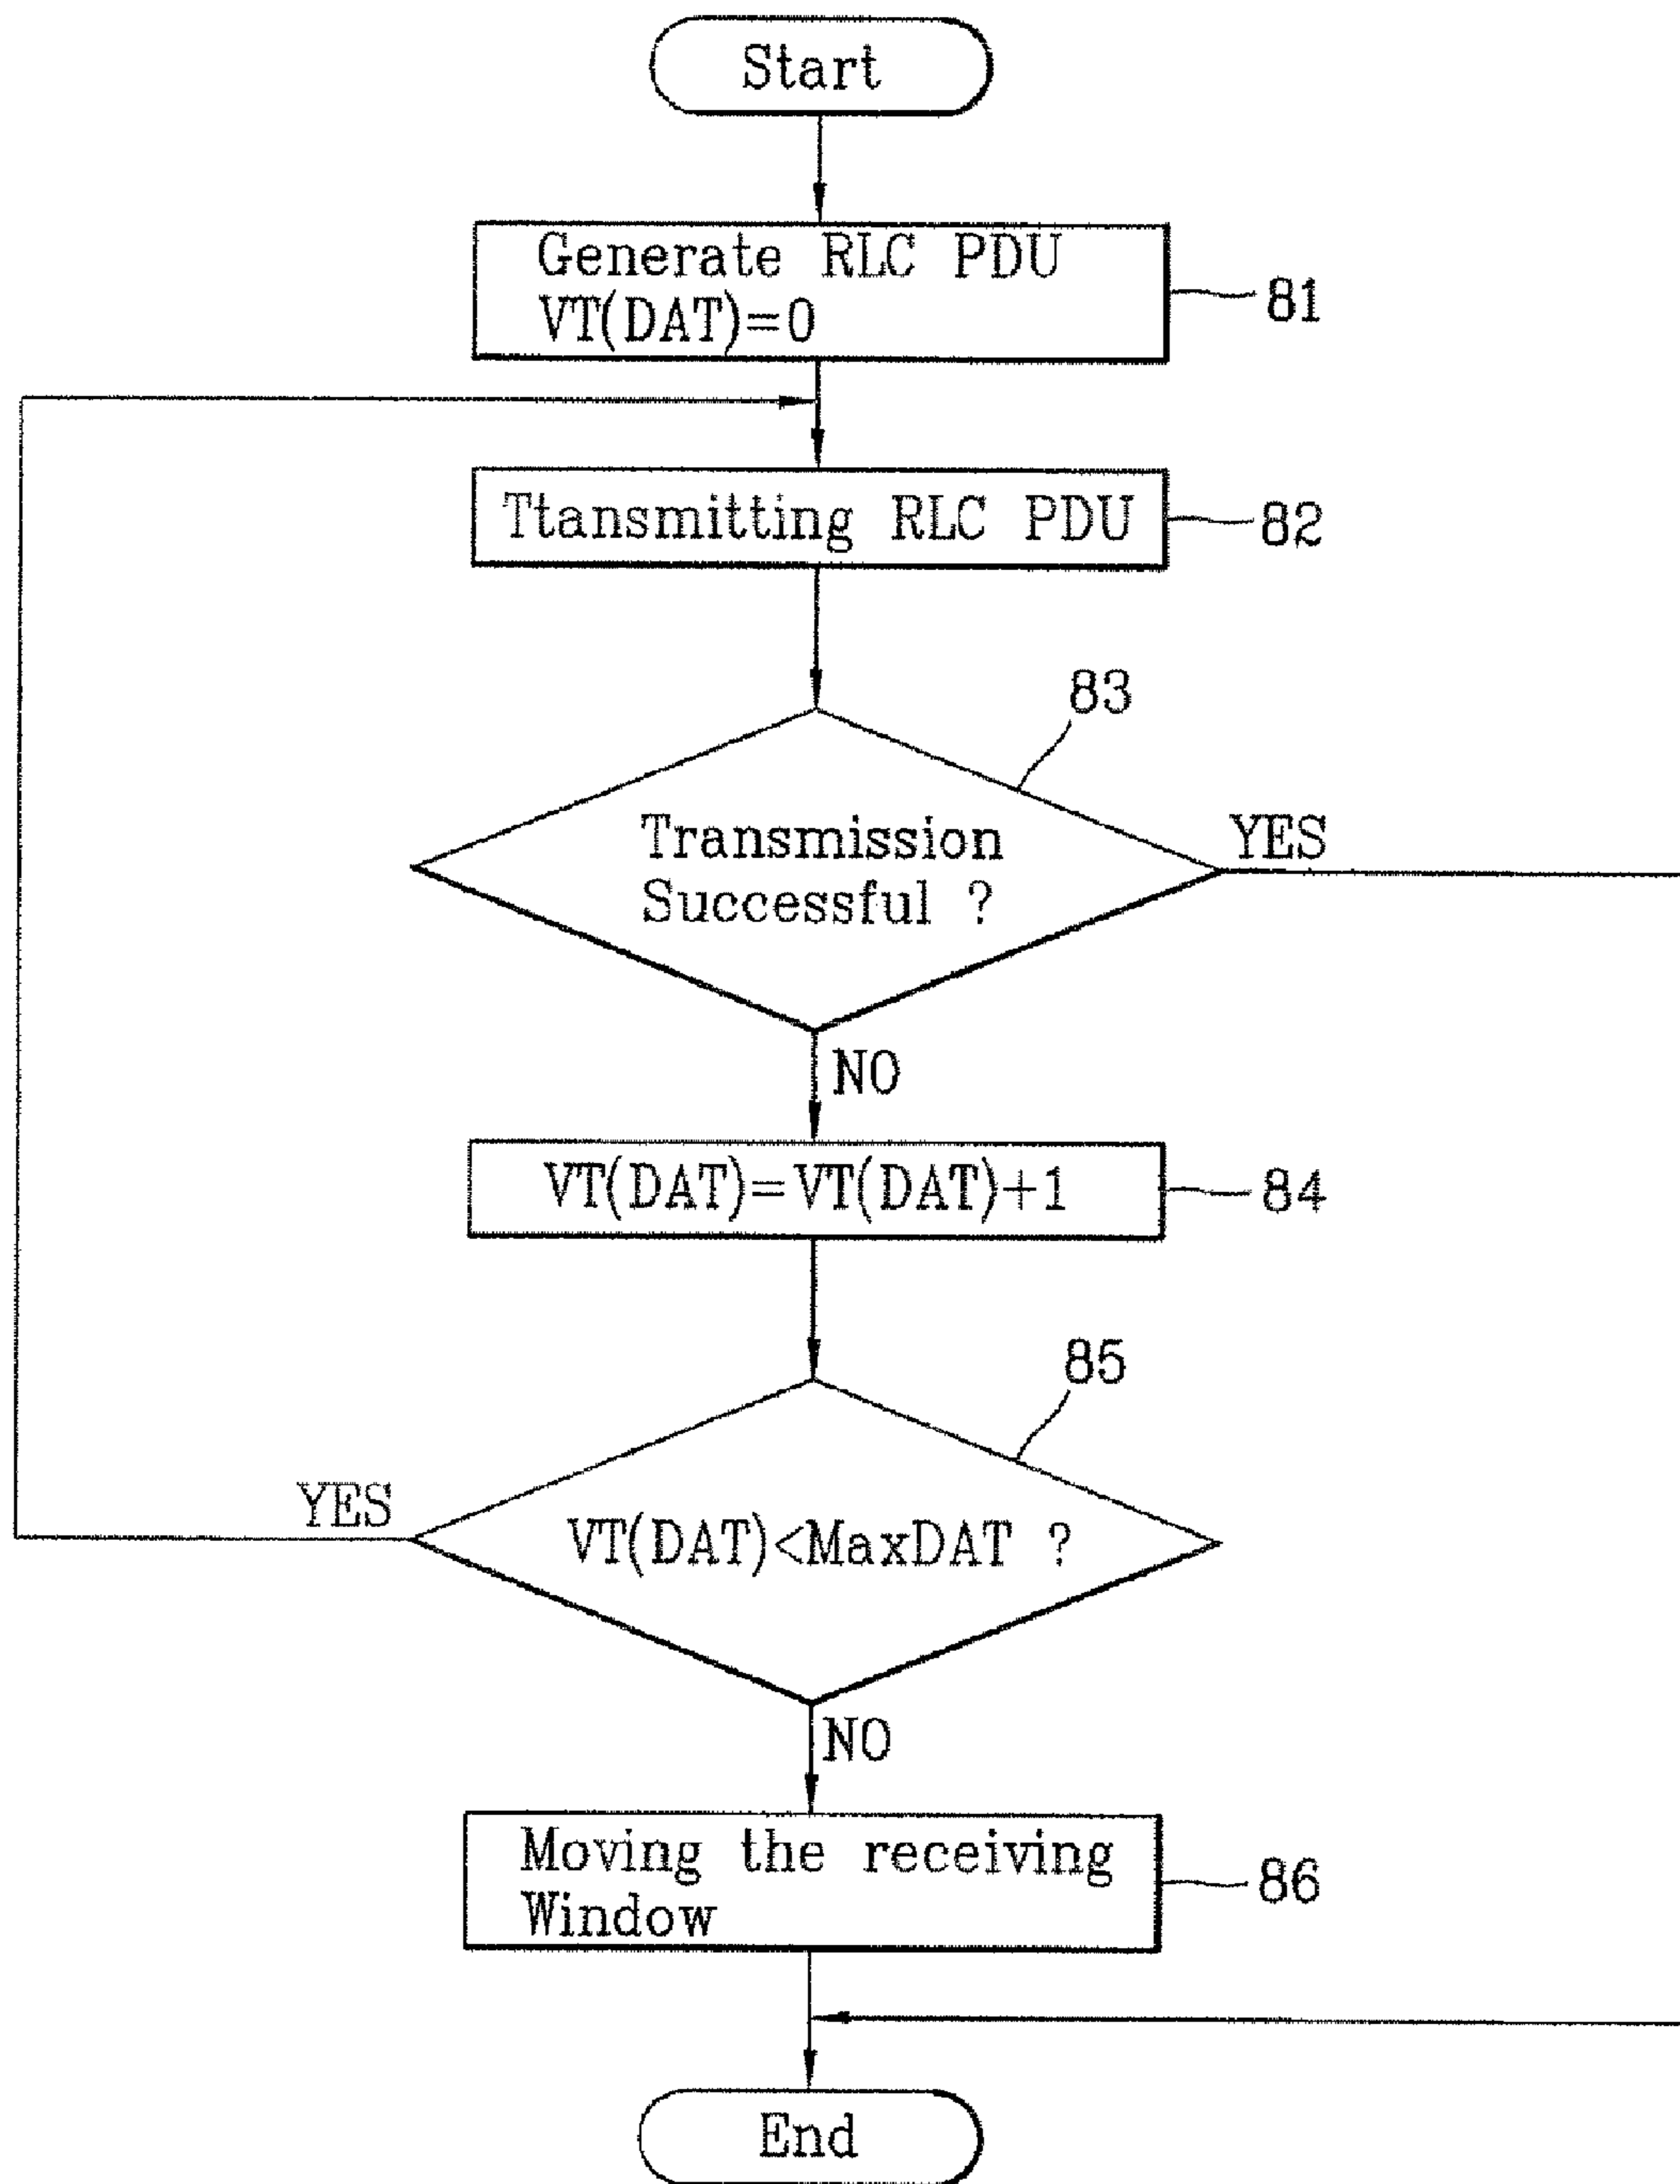 Start
Generate RLC PDU
VT(DAT)=0
81
Ttansmitting RLC PDU
82
83
Transmission
Successful ?
YES
NO
VT(DAT)=VT(DAT)+1
84
85
YES
VT(DAT)<MaxDAT ?
NO
Moving the receiving
Window
86
End